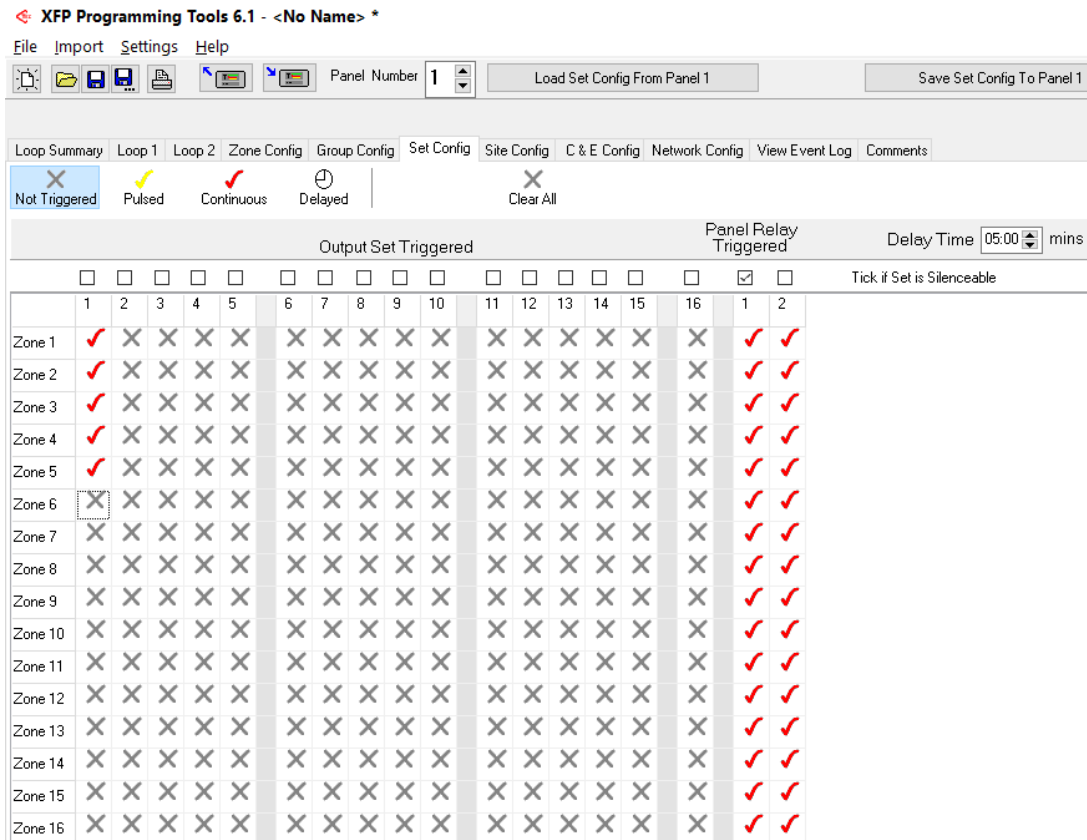 XFP Programming Tools 6.1 - <No Name> *
File Import Settings Help
Panel Number 1 Load Set Config From Panel 1 Save Set Config To Panel 1
Loop Summary Loop 1 Loop 2 Zone Config Group Config Set Config Site Config C & E Config Network Config View Event Log Comments
Not Triggered Pulsed Continuous Delayed Clear All
Output Set Triggered Panel Relay Triggered Delay Time 05:00 mins
Tick if Set is Silenceable
1 2 3 4 5 6 7 8 9 10 11 12 13 14 15 16 1 2
Zone 1
Zone 2
Zone 3
Zone 4
Zone 5
Zone 6
Zone 7
Zone 8
Zone 9
Zone 10
Zone 11
Zone 12
Zone 13
Zone 14
Zone 15
Zone 16